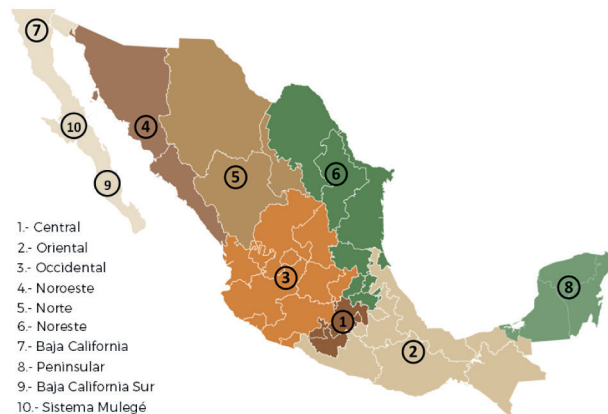 7
10
4
9
5
6
3
8
1
2
1.- Central
2.- Oriental
3.- Occidental
4.- Noroeste
5.- Norte
6.- Noreste
7.- Baja California
8.- Peninsular
9.- Baja California Sur
10.- Sistema Mulegé